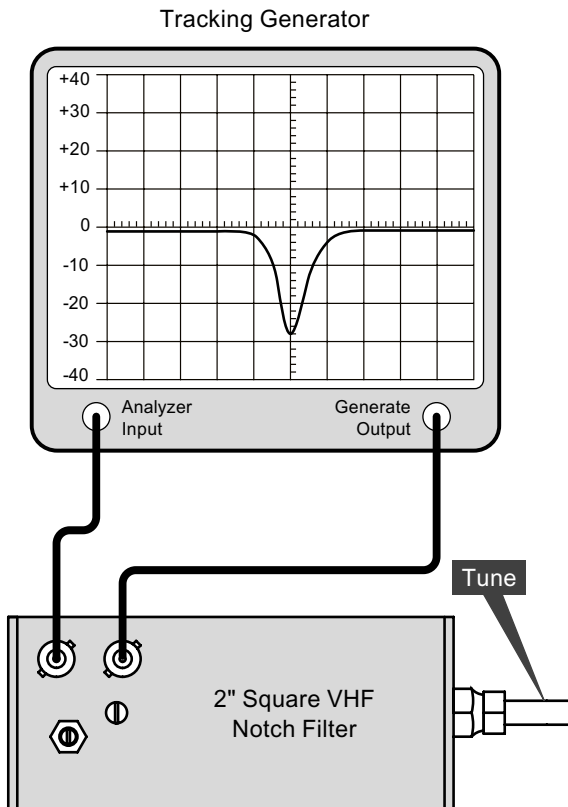 Tracking Generator
+40
+30
+20
+10
0
-10
-20
-30
-40
Analyzer
Input
Generate
Output
Tune
2" Square VHF
Notch Filter